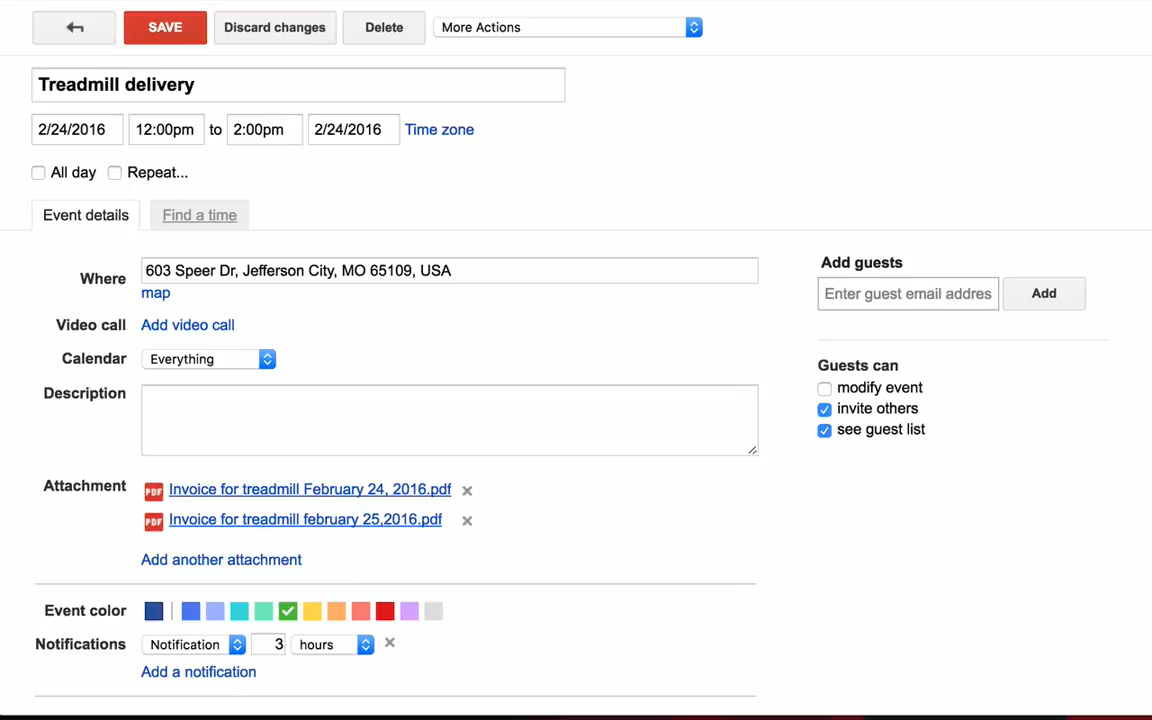 SAVE Discard changes Delete More Actions
Treadmill delivery
2/24/2016 12:00pm to 2:00pm 2/24/2016 Time zone
All day Repeat...
Event details Find a time
Where 603 Speer Dr, Jefferson City, MO 65109, USA
map
Video call Add video call
Calendar Everything
Description
Attachment PDF Invoice for treadmill February 24, 2016.pdf
PDF Invoice for treadmill february 25,2016.pdf
Add another attachment
Event color
Notifications Notification 3 hours
Add a notification
Add guests
Enter guest email addres Add
Guests can
modify event
invite others
see guest list